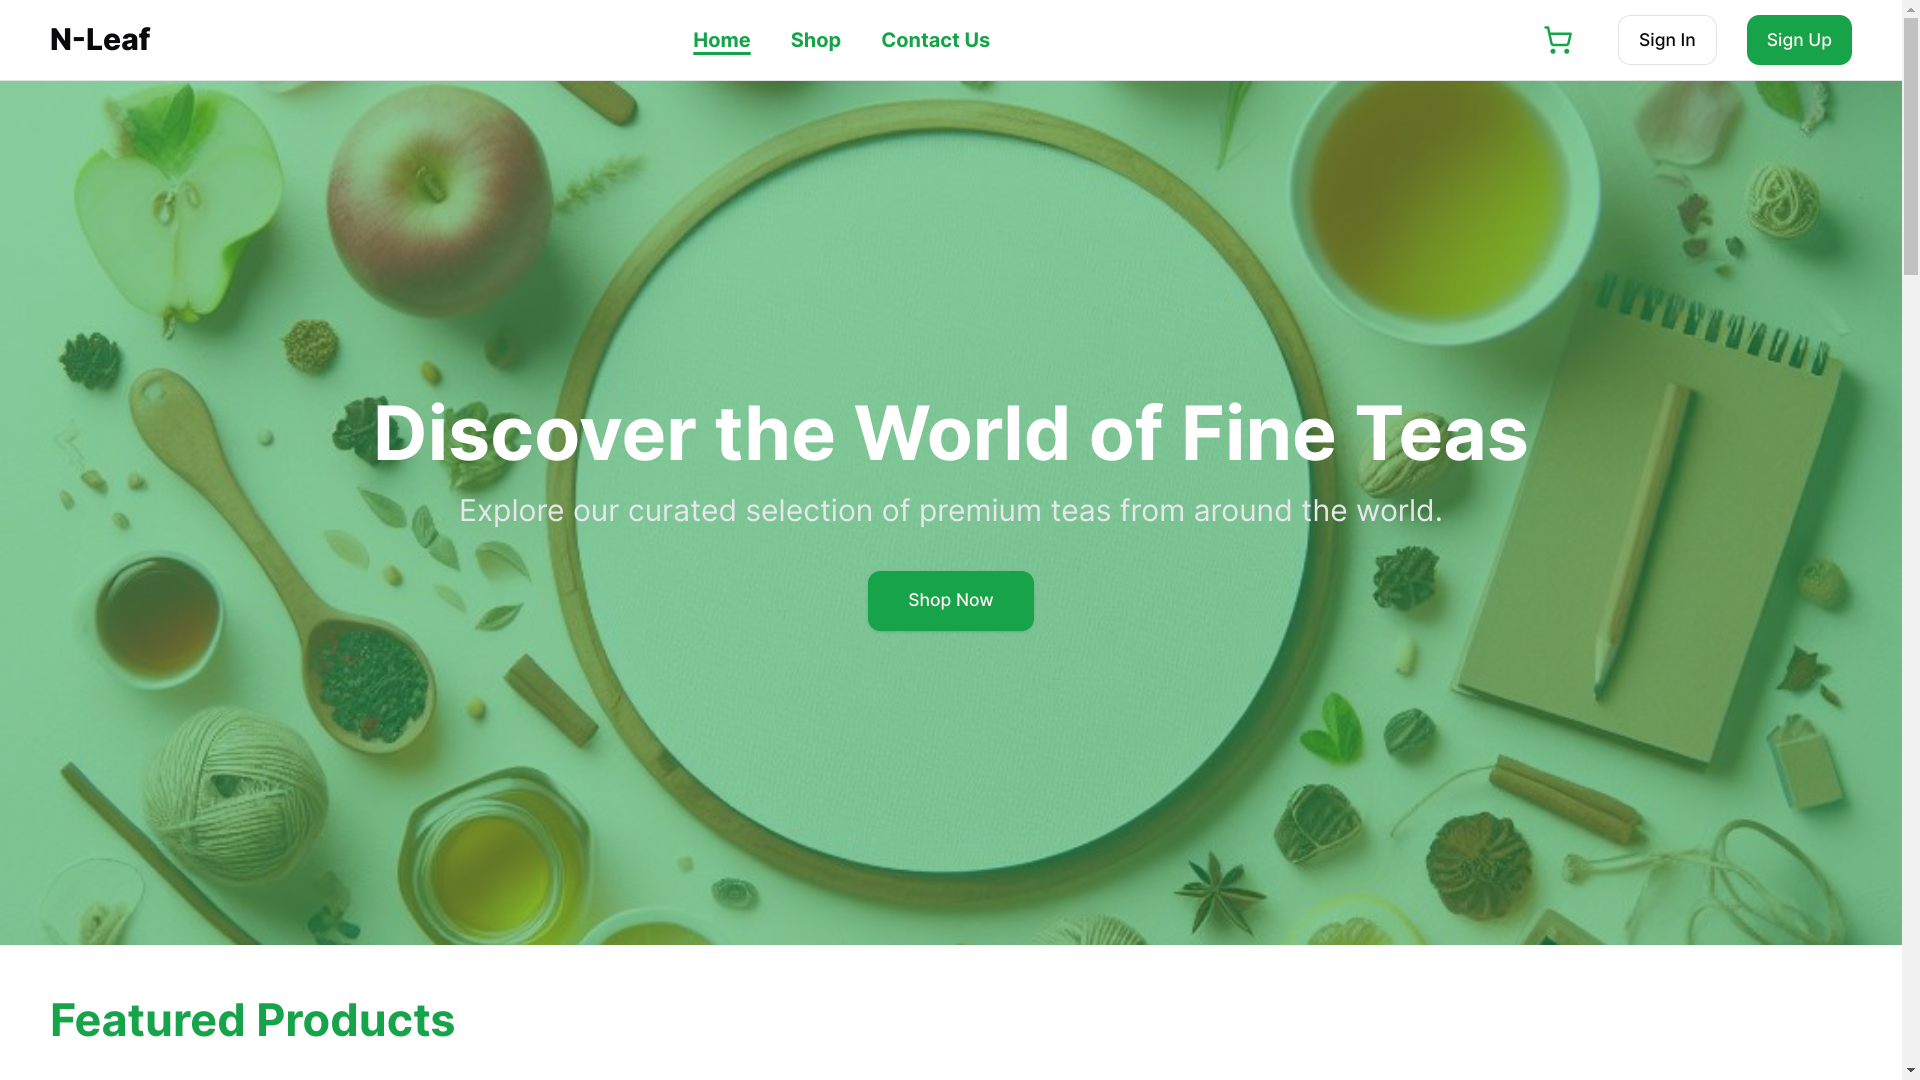 N-Leaf
Home
Shop
Contact Us
Sign In
Sign Up
Discover the World of Fine Teas
Explore our curated selection of premium teas from around the world.
Shop Now
Featured Products